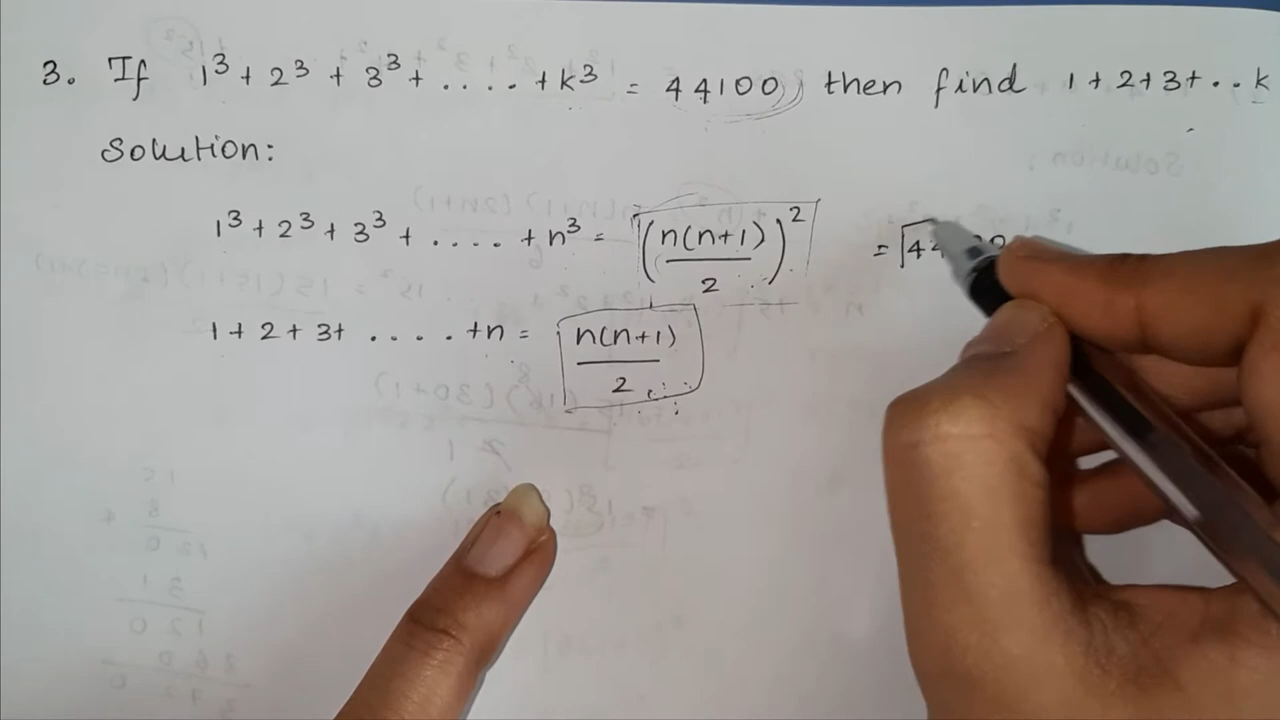 3. If 1³ + 2³ + 3³ + .... + k³ = 44100, then find 1+2+3+..k
Solution:
1³ + 2³ + 3³ + .... + n³ = (n(n+1)/2)² = √44
1 + 2 + 3 + .... + n = n(n+1)/2